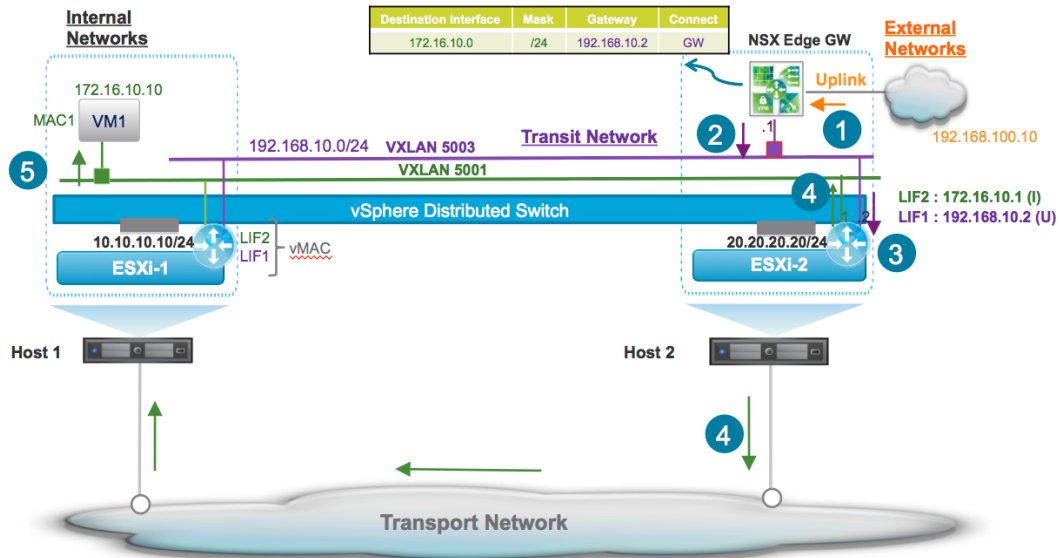 Internal
Networks
Destination Interface Mask Gateway Connect
172.16.10.0 /24 192.168.10.2 GW
NSX Edge GW
External
Networks
172.16.10.10
MAC1
VM1
Uplink
VPN
.1
1
2
192.168.100.10
5
192.168.10.0/24
VXLAN 5003
Transit Network
VXLAN 5001
4
vSphere Distributed Switch
LIF2 : 172.16.10.1 (I)
LIF1 : 192.168.10.2 (U)
.1
.2
10.10.10.10/24
LIF2
LIF1
vMAC
20.20.20.20/24
3
ESXi-1
ESXi-2
Host 1
Host 2
4
Transport Network